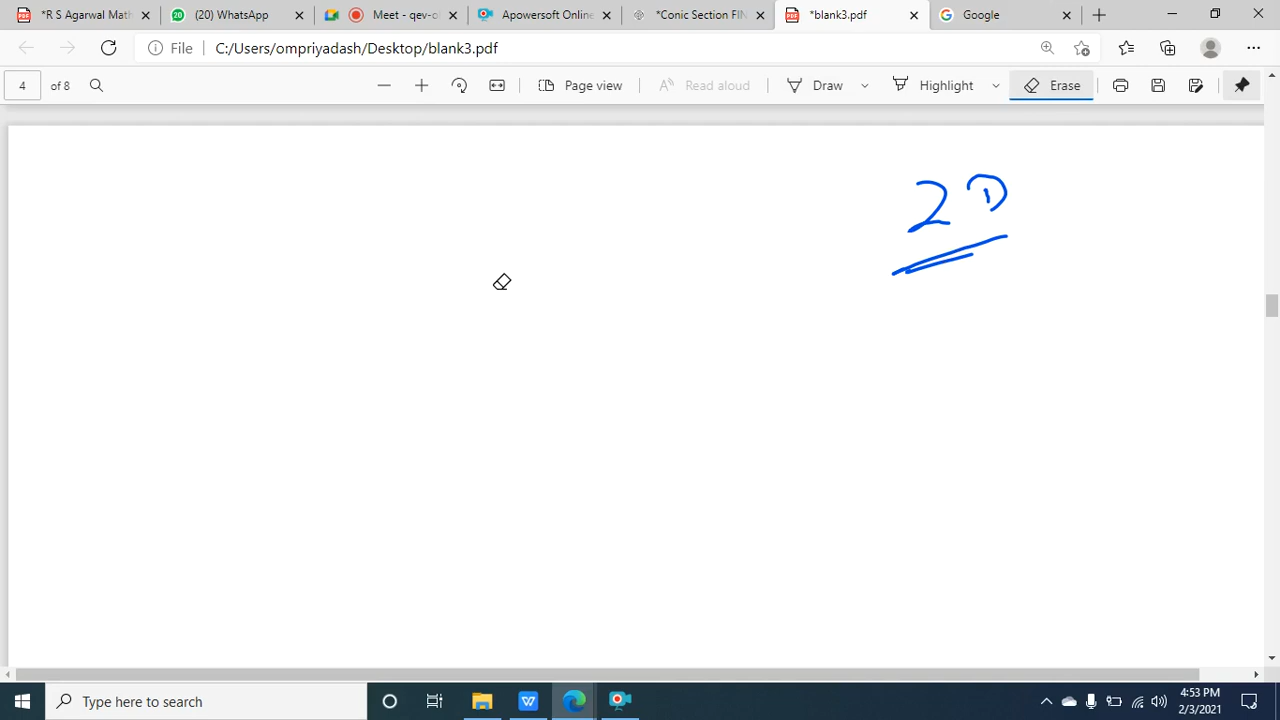 *R S Agarwal Math
(20) WhatsApp
Meet - qev-o
Apowersoft Online
*Conic Section FIN
*blank3.pdf
Google
File C:/Users/ompriyadash/Desktop/blank3.pdf
4 of 8 Page view Read aloud Draw Highlight Erase
2D
Type here to search
4:53 PM
2/3/2021